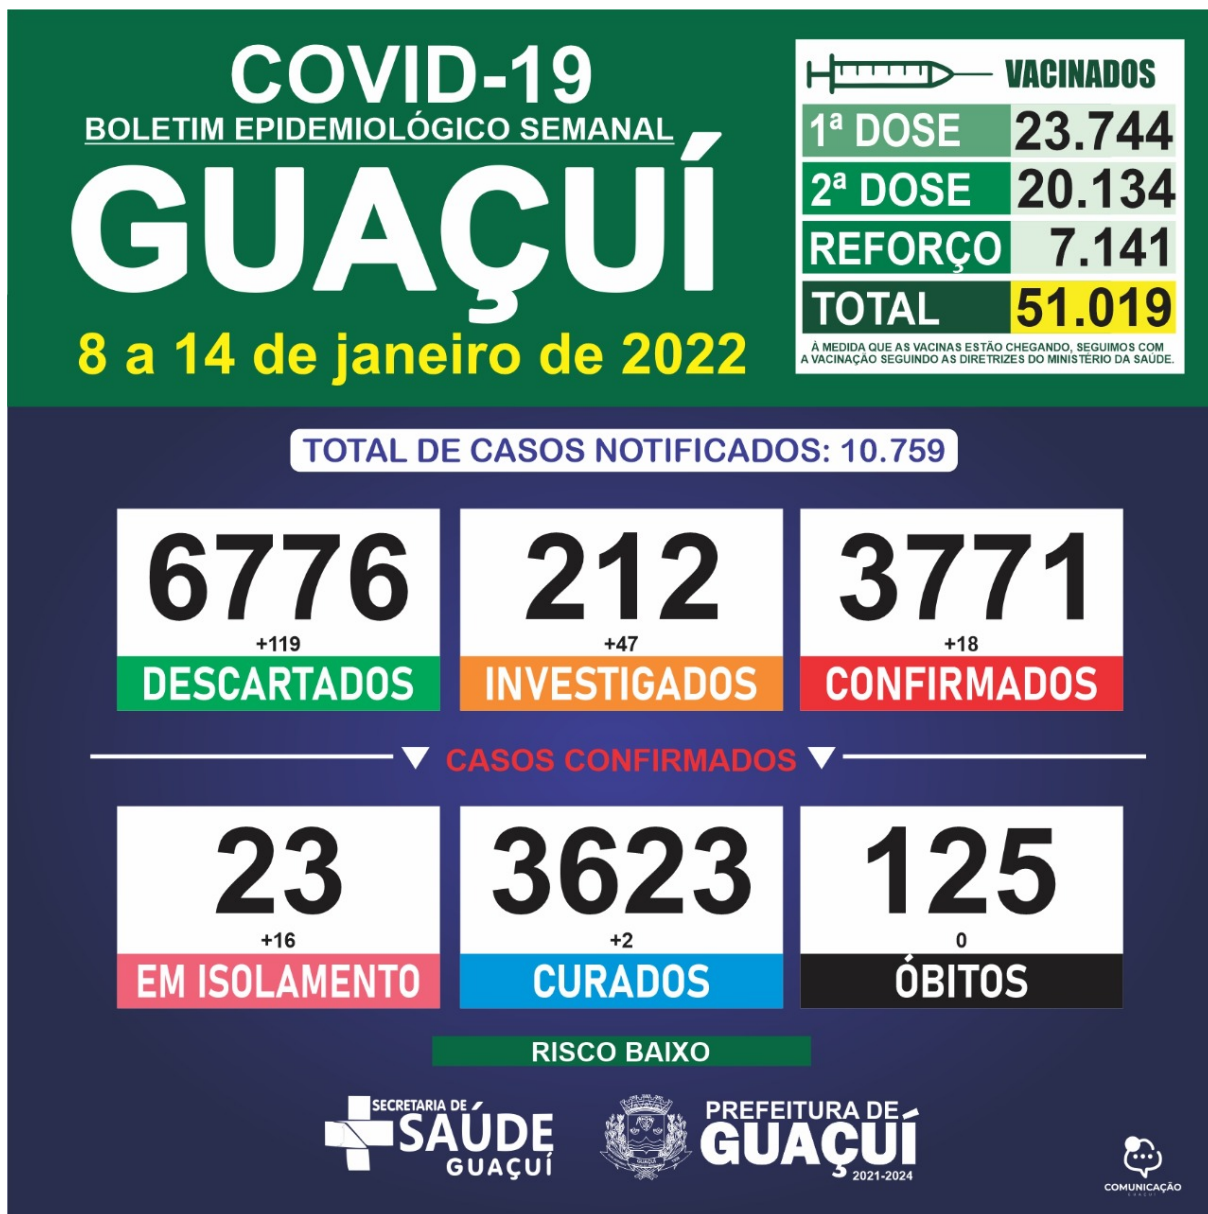 COVID-19
BOLETIM EPIDEMIOLÓGICO SEMANAL
GUAÇUÍ
8 a 14 de janeiro de 2022
VACINADOS
1ª DOSE 23.744
2ª DOSE 20.134
REFORÇO 7.141
TOTAL 51.019
À MEDIDA QUE AS VACINAS ESTÃO CHEGANDO, SEGUIMOS COM
A VACINAÇÃO SEGUINDO AS DIRETRIZES DO MINISTÉRIO DA SAÚDE.
TOTAL DE CASOS NOTIFICADOS: 10.759
6776
+119
DESCARTADOS
212
+47
INVESTIGADOS
3771
+18
CONFIRMADOS
CASOS CONFIRMADOS
23
+16
EM ISOLAMENTO
3623
+2
CURADOS
125
0
ÓBITOS
RISCO BAIXO
SECRETARIA DE
SAÚDE
GUAÇUÍ
GUAÇUÍ
PREFEITURA DE
GUAÇUÍ
2021-2024
COMUNICAÇÃO
GUAÇUÍ